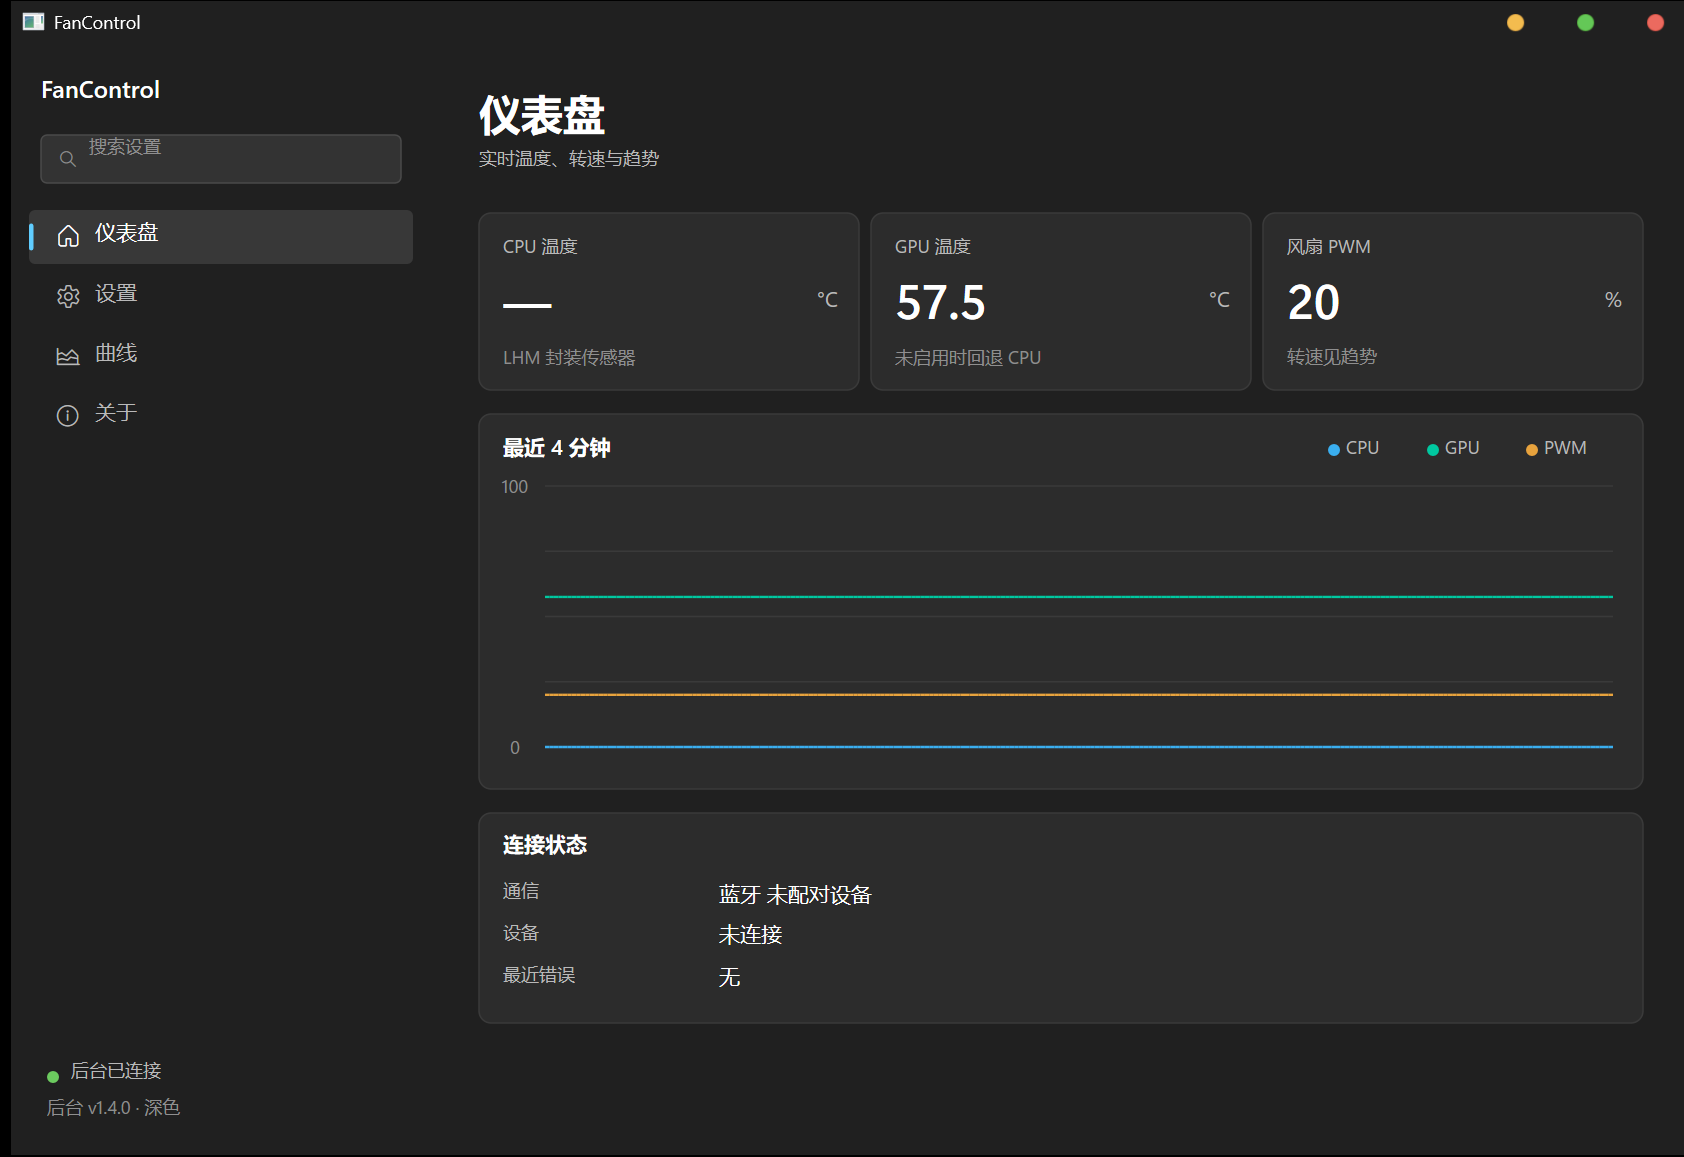 FanControl
FanControl
搜索设置
仪表盘
设置
曲线
关于
后台已连接
后台 v1.4.0 · 深色
仪表盘
实时温度、转速与趋势
CPU 温度
— °C
LHM 封装传感器
GPU 温度
57.5 °C
未启用时回退 CPU
风扇 PWM
20 %
转速见趋势
最近 4 分钟
CPU GPU PWM
100
0
连接状态
通信 蓝牙 未配对设备
设备 未连接
最近错误 无